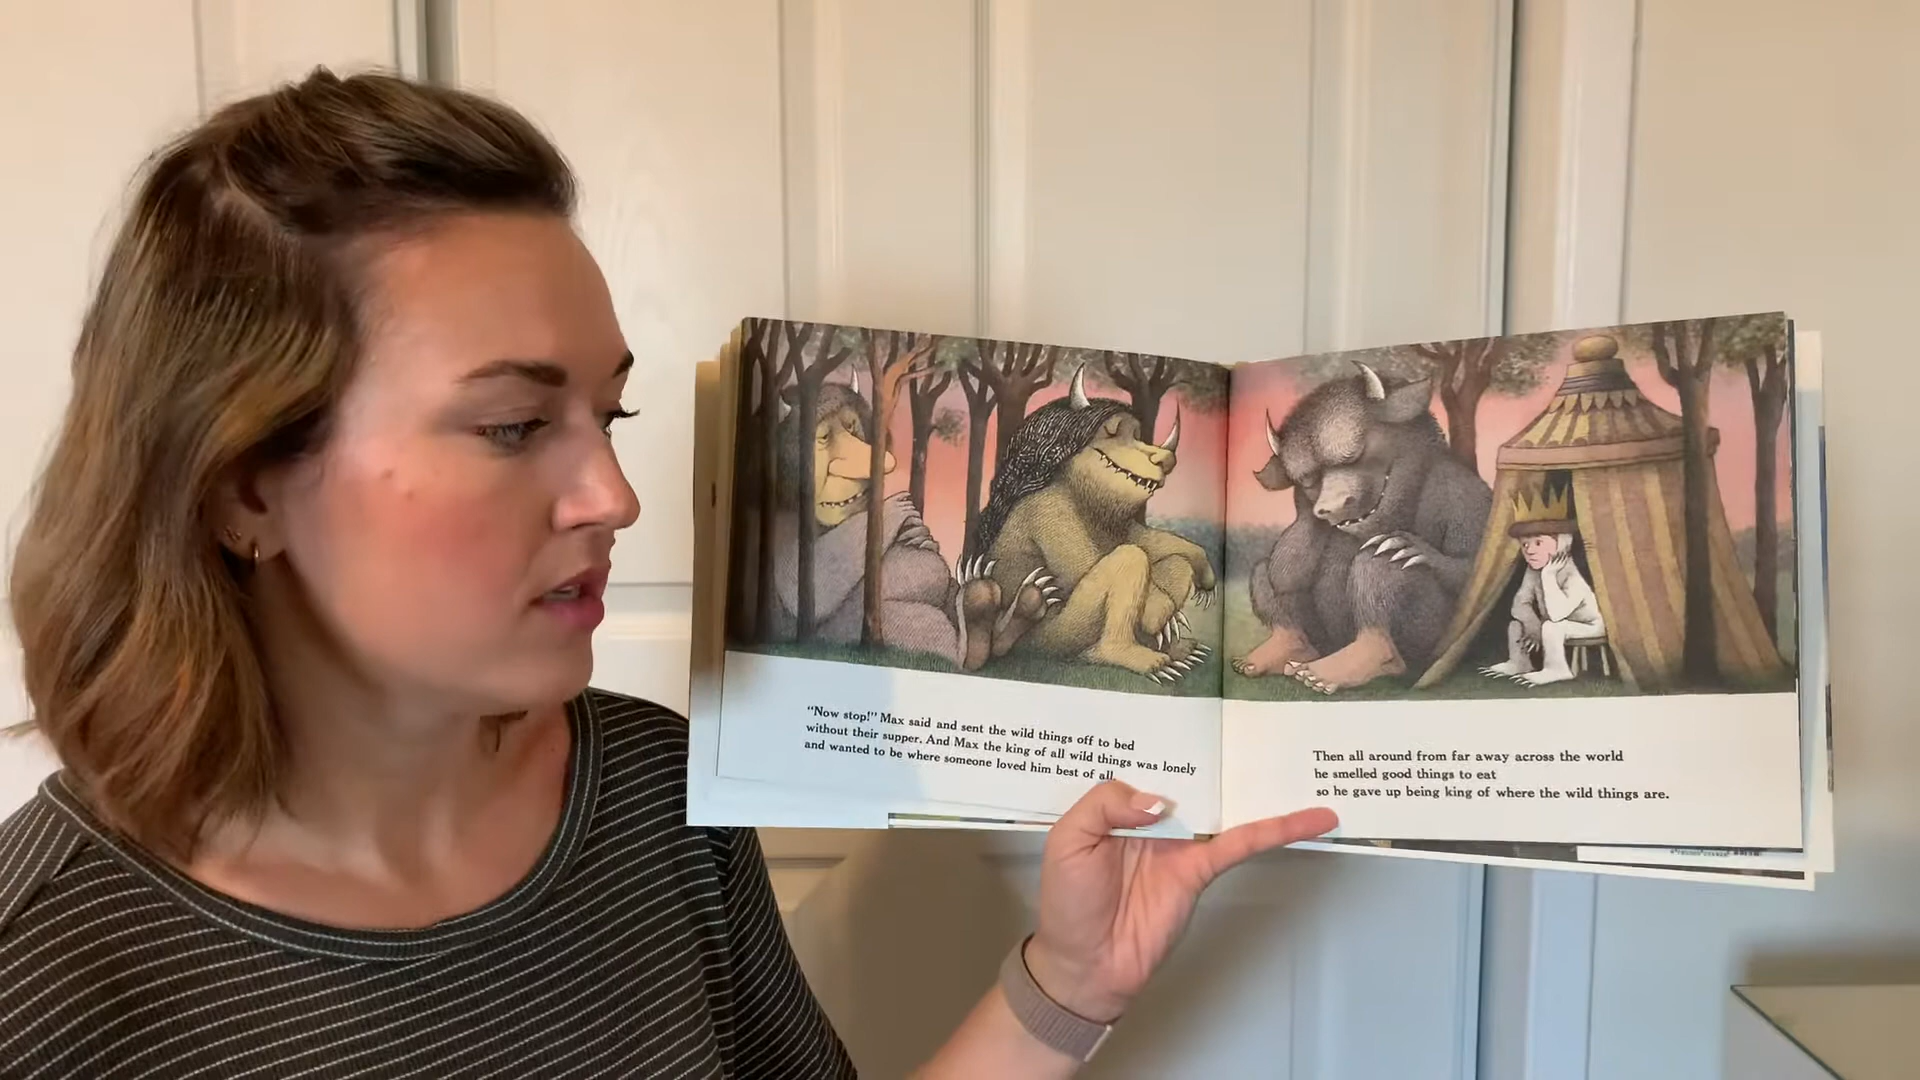 "Now stop!" Max said and sent the wild things off to bed
without their supper. And Max the king of all wild things was lonely
and wanted to be where someone loved him best of all.
Then all around from far away across the world
he smelled good things to eat
so he gave up being king of where the wild things are.